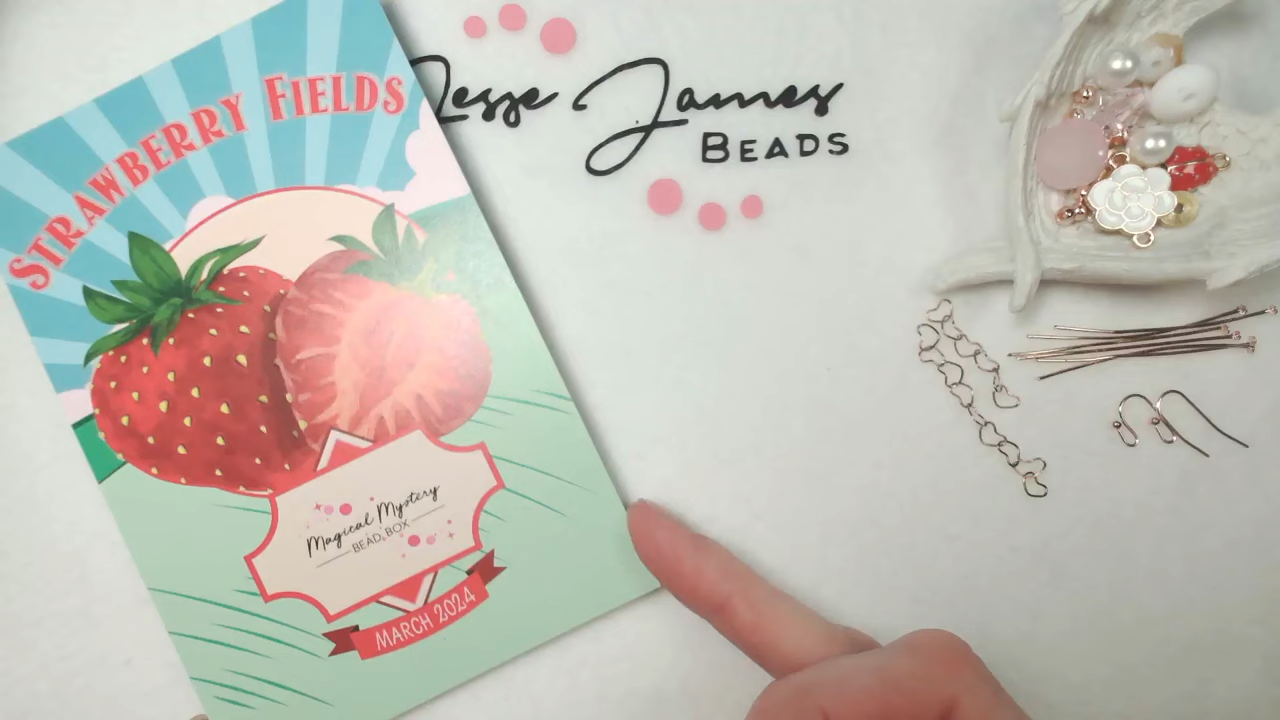 STRAWBERRY FIELDS
Jesse James
BEADS
Magical Mystery
BEAD BOX
MARCH 2024